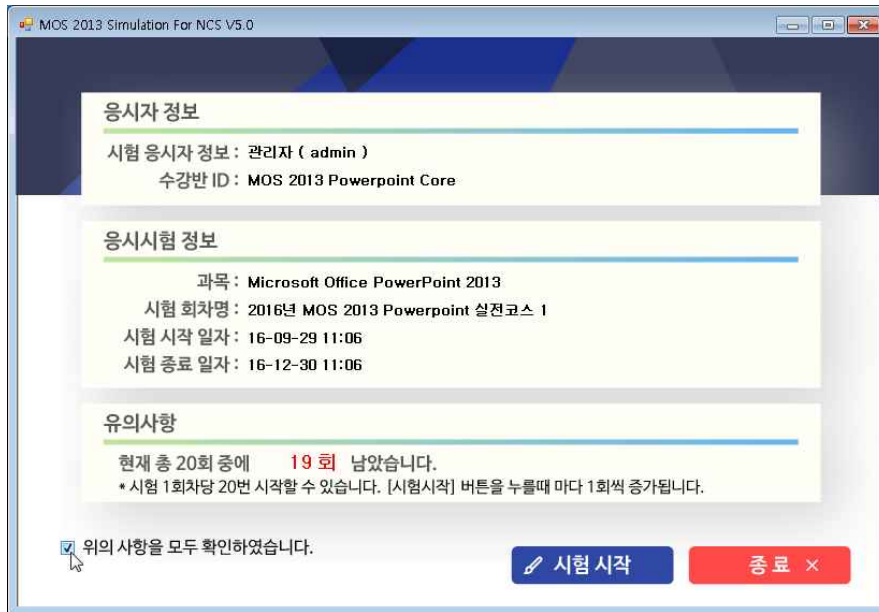 MOS 2013 Simulation For NCS V5.0
응시자 정보
시험 응시자 정보 : 관리자 ( admin )
수강반 ID : MOS 2013 Powerpoint Core
응시시험 정보
과목 : Microsoft Office PowerPoint 2013
시험 회차명 : 2016년 MOS 2013 Powerpoint 실전코스 1
시험 시작 일자 : 16-09-29 11:06
시험 종료 일자 : 16-12-30 11:06
유의사항
현재 총 20회 중에 19 회 남았습니다.
* 시험 1회차당 20번 시작할 수 있습니다. [시험시작] 버튼을 누를때 마다 1회씩 증가됩니다.
위의 사항을 모두 확인하였습니다.
시험 시작
종료 ×